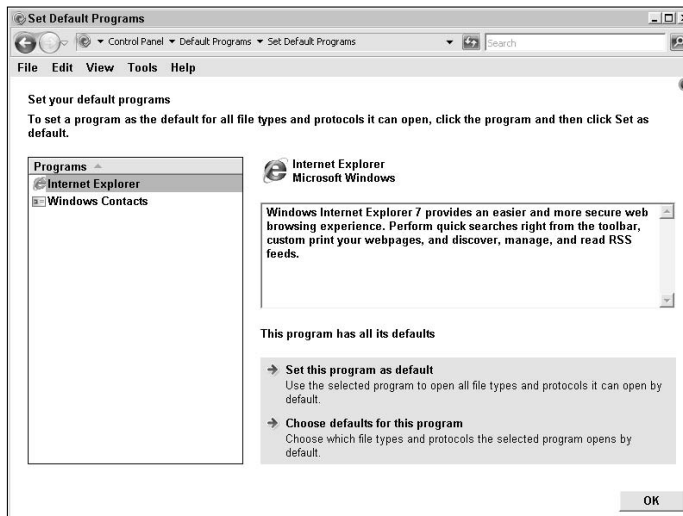 Set Default Programs
Control Panel Default Programs Set Default Programs Search
File Edit View Tools Help
Set your default programs
To set a program as the default for all file types and protocols it can open, click the program and then click Set as
default.
Programs
Internet Explorer
Windows Contacts
Internet Explorer
Microsoft Windows
Windows Internet Explorer 7 provides an easier and more secure web
browsing experience. Perform quick searches right from the toolbar,
custom print your webpages, and discover, manage, and read RSS
feeds.
This program has all its defaults
Set this program as default
Use the selected program to open all file types and protocols it can open by
default.
Choose defaults for this program
Choose which file types and protocols the selected program opens by
default.
OK